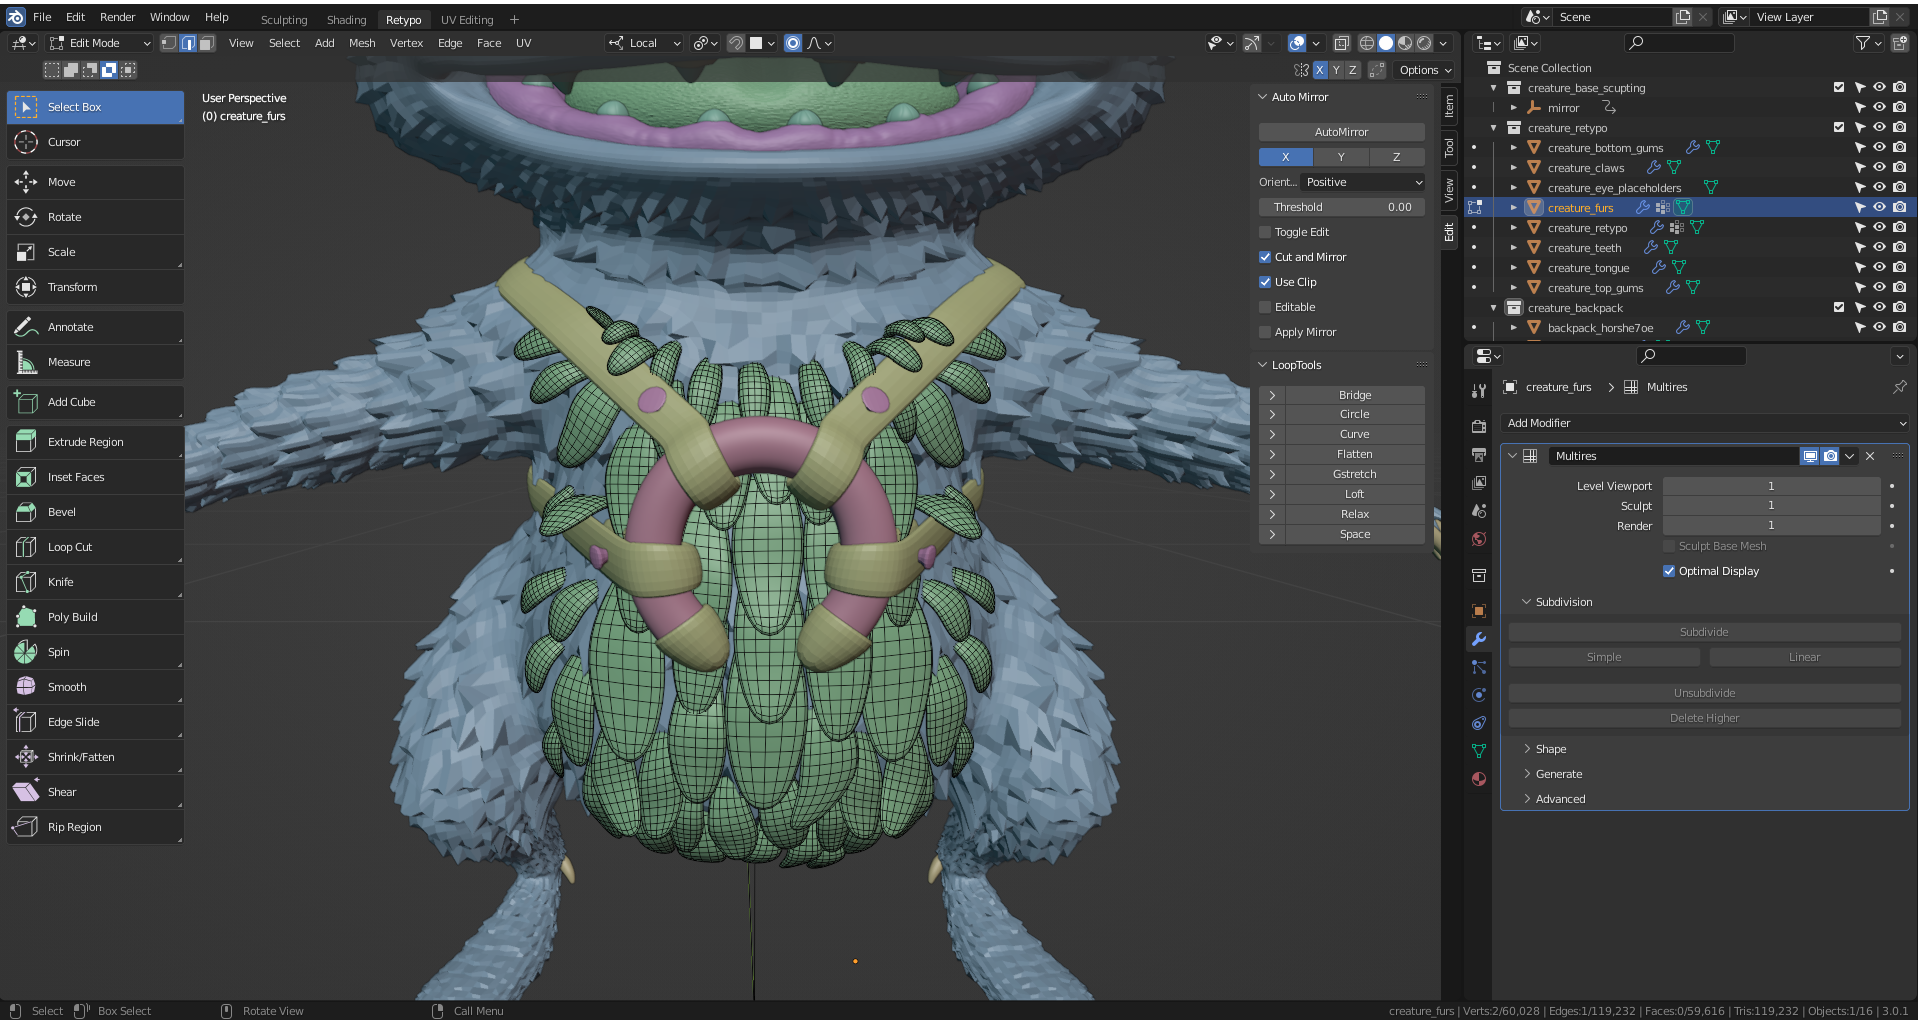 File Edit Render Window Help Sculpting Shading Retypo UV Editing + Scene View Layer
Edit Mode View Select Add Mesh Vertex Edge Face UV Local
X Y Z Options
Select Box
Cursor
Move
Rotate
Scale
Transform
Annotate
Measure
Add Cube
Extrude Region
Inset Faces
Bevel
Loop Cut
Knife
Poly Build
Spin
Smooth
Edge Slide
Shrink/Fatten
Shear
Rip Region
User Perspective
(0) creature_furs
Auto Mirror
AutoMirror
X Y Z
Orient... Positive
Threshold 0.00
Toggle Edit
Cut and Mirror
Use Clip
Editable
Apply Mirror
LoopTools
Bridge
Circle
Curve
Flatten
Gstretch
Loft
Relax
Space
Item
Tool
View
Edit
Scene Collection
creature_base_scupting
mirror
creature_retypo
creature_bottom_gums
creature_claws
creature_eye_placeholders
creature_furs
creature_retypo
creature_teeth
creature_tongue
creature_top_gums
creature_backpack
backpack_horshe7oe
creature_furs > Multires
Add Modifier
Multires
Level Viewport 1
Sculpt 1
Render 1
Sculpt Base Mesh
Optimal Display
Subdivision
Subdivide
Simple Linear
Unsubdivide
Delete Higher
Shape
Generate
Advanced
Select Box Select Rotate View Call Menu
creature_furs | Verts:2/60,028 | Edges:1/119,232 | Faces:0/59,616 | Tris:119,232 | Objects:1/16 | 3.0.1